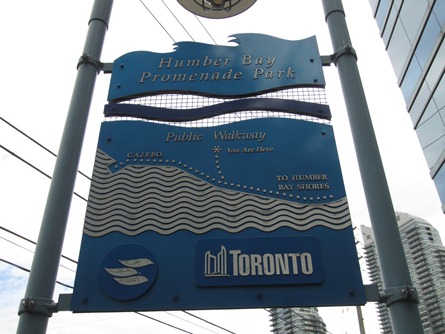 Humber Bay
Promenade Park
Public Walkway
You Are Here
GAZEBO
TO HUMBER
BAY SHORES
TORONTO